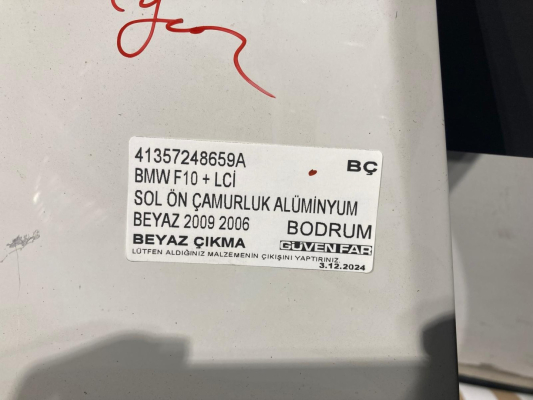 41357248659A BÇ
BMW F10 + LCİ
SOL ÖN ÇAMURLUK ALÜMİNYUM
BEYAZ 2009 2006 BODRUM
BEYAZ ÇIKMA GÜVEN FAR
LÜTFEN ALDIĞINIZ MALZEMENİN ÇIKIŞINI YAPTIRINIZ
3.12.2024